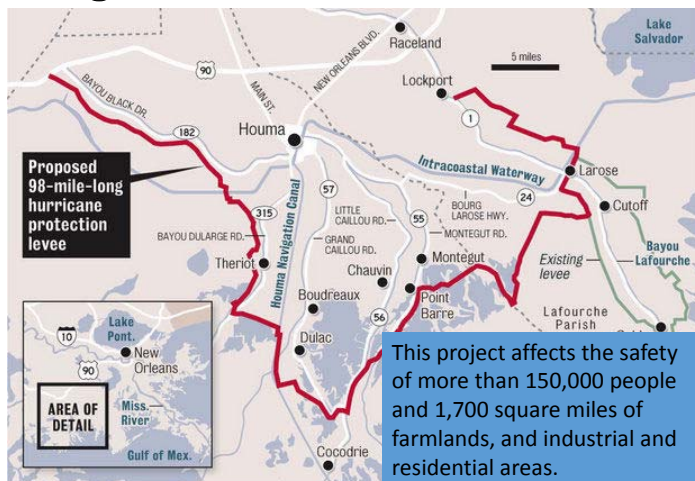 Lake
Salvador
Raceland
5 miles
NEW ORLEANS BLVD.
90
MAIN ST.
Lockport
BAYOU BLACK DR.
182
1
Houma
Intracoastal Waterway
Larose
Proposed
98-mile-long
hurricane
protection
levee
57
24
LITTLE
CAILLOU RD.
55
BOURG
LAROSE HWY.
Cutoff
315
Houma Navigation Canal
BAYOU DULARGE RD.
GRAND
CAILLOU RD.
MONTEGUT RD.
Existing
levee
Bayou
Lafourche
Theriot
Chauvin
Montegut
Boudreaux
Point
Barre
56
Lafourche
Parish
Dulac
Cocodrie
Lake
Pont.
10
New
Orleans
90
AREA OF
DETAIL
Miss.
River
Gulf of Mex.
This project affects the safety
of more than 150,000 people
and 1,700 square miles of
farmlands, and industrial and
residential areas.